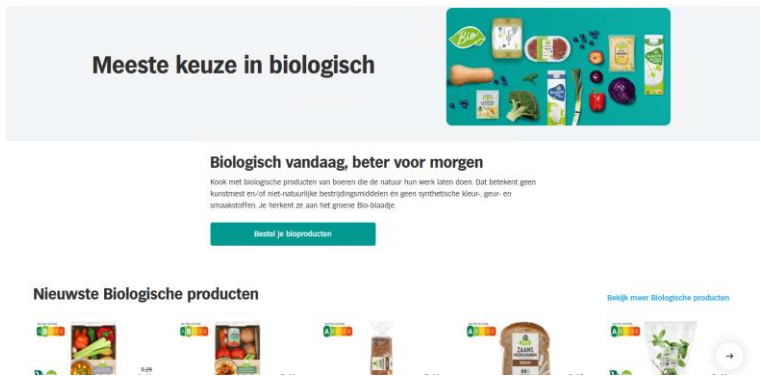 Meeste keuze in biologisch
Bio
Biologisch vandaag, beter voor morgen
Kook met biologische producten van boeren die de natuur hun werk laten doen. Dat betekent geen
kunstmest en/of niet-natuurlijke bestrijdingsmiddelen én geen synthetische kleur-, geur- en
smaakstoffen. Je herkent ze aan het groene Bio-blaadje.
Bestel je bioproducten
Nieuwste Biologische producten
Bekijk meer Biologische producten
ZAANS